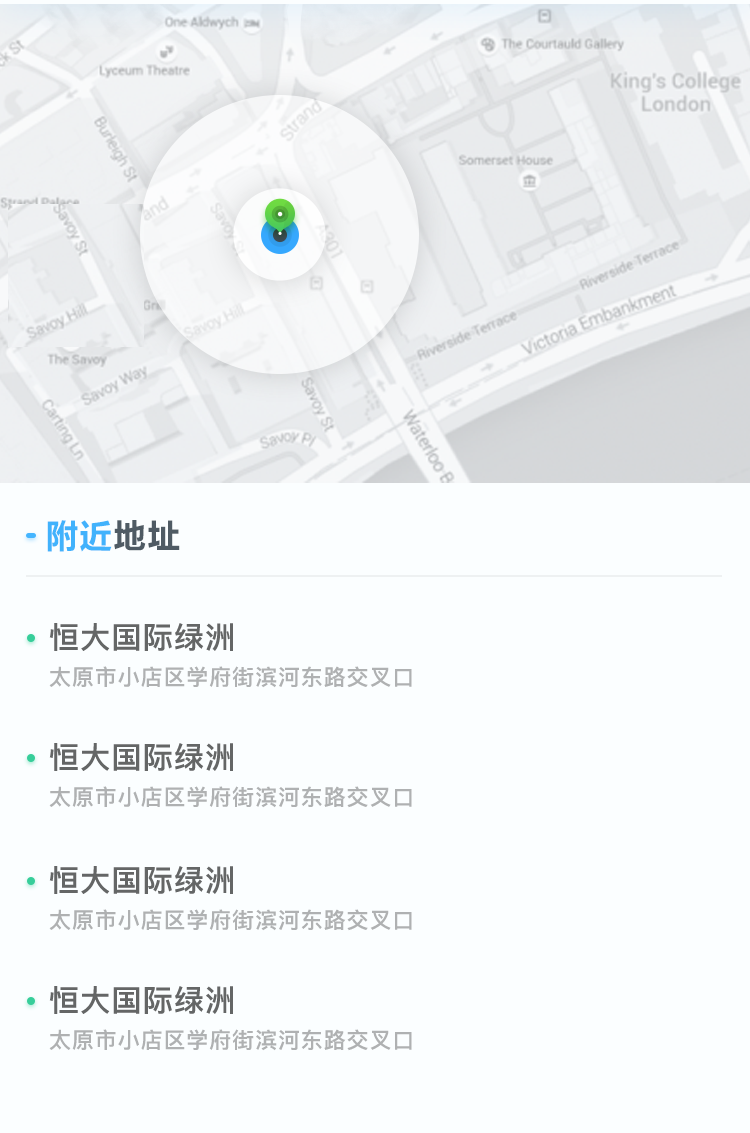 One Aldwych
Lyceum Theatre
ck St
Burleigh St
Strand
The Courtauld Gallery
King's College
London
Somerset House
Strand Palace
and
Savoy St
Savoy
A301
Savoy Hill
Grill
Savoy Hill
The Savoy
Savoy Way
Carting Ln
Savoy St
Savoy Pl
Riverside Terrace
Riverside Terrace
Victoria Embankment
Waterloo B
附近地址
恒大国际绿洲
太原市小店区学府街滨河东路交叉口
恒大国际绿洲
太原市小店区学府街滨河东路交叉口
恒大国际绿洲
太原市小店区学府街滨河东路交叉口
恒大国际绿洲
太原市小店区学府街滨河东路交叉口